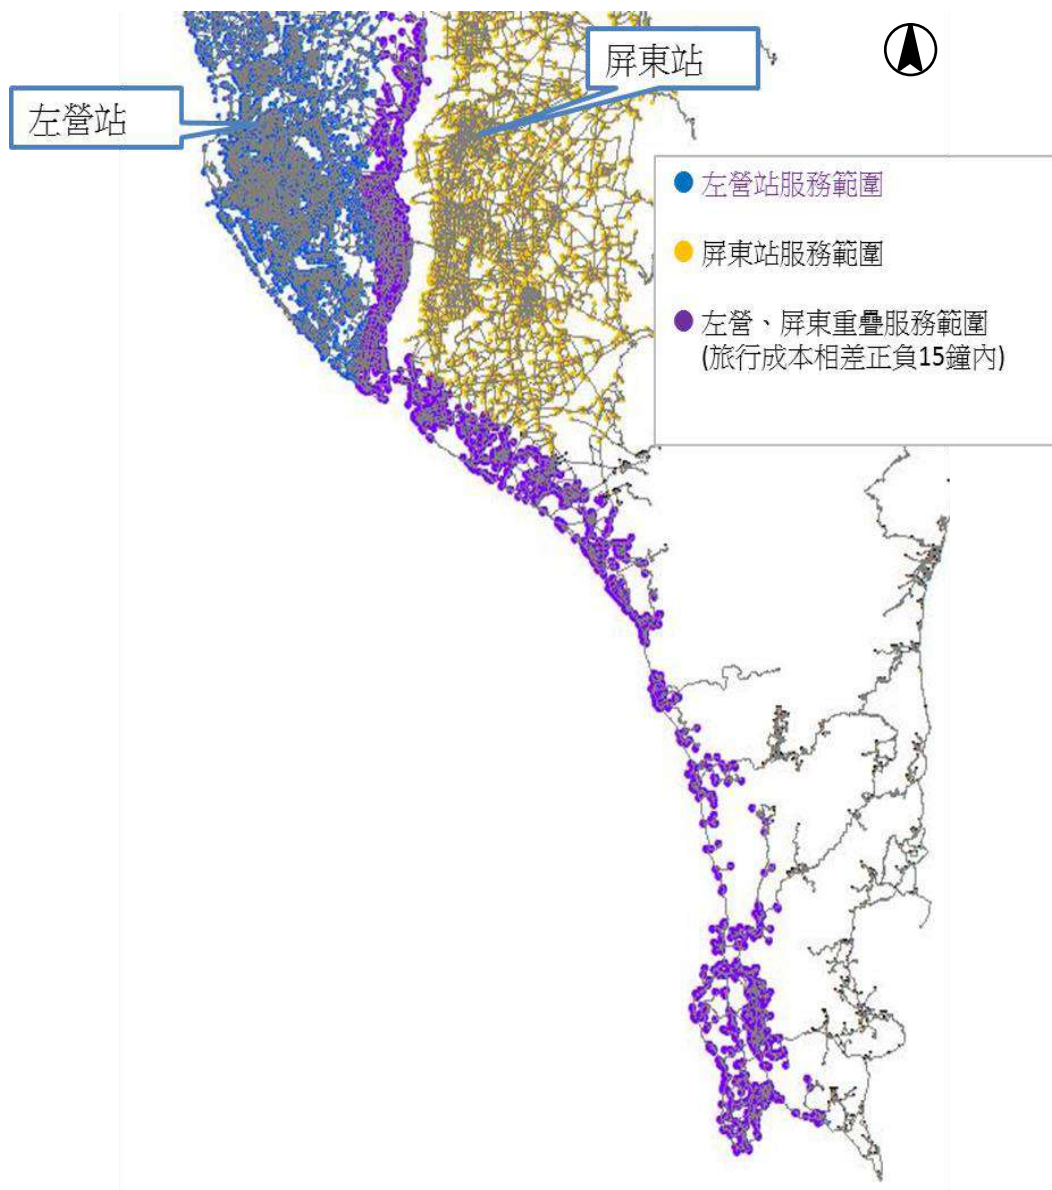 屏東站
左營站
左營站服務範圍
屏東站服務範圍
左營、屏東重疊服務範圍
(旅行成本相差正負15鐘內)